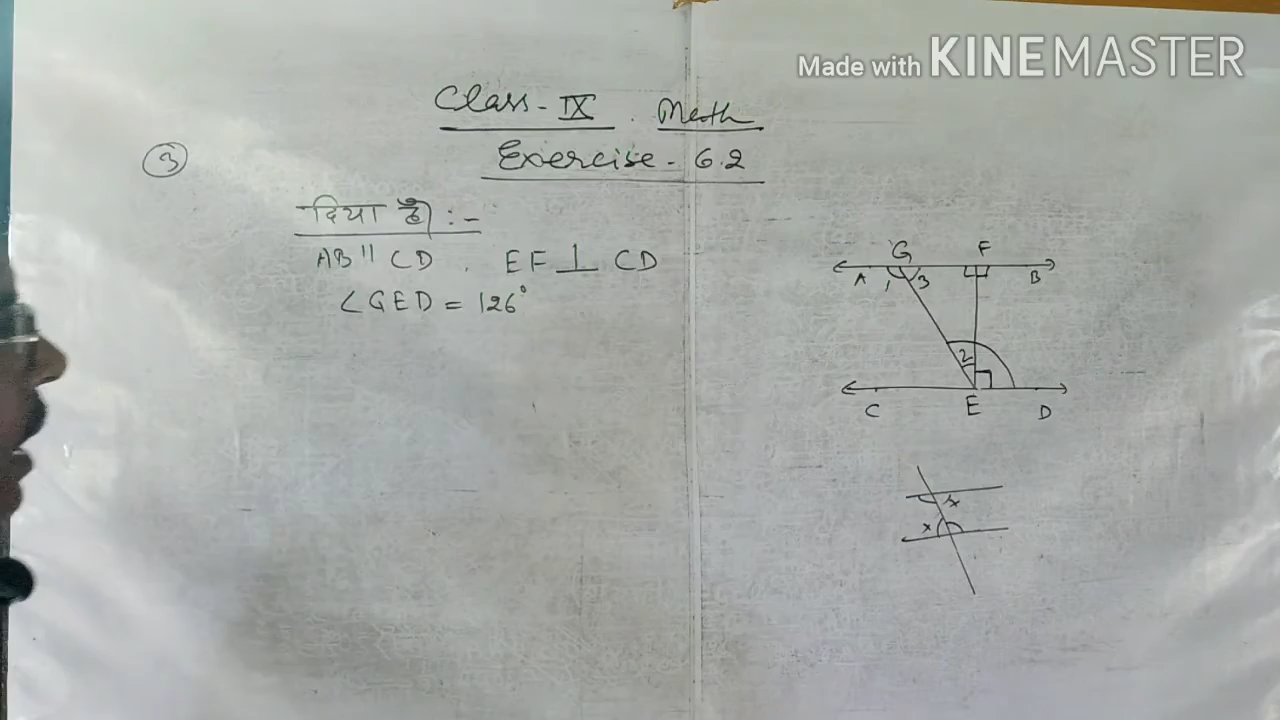 Made with KINEMASTER
Class - IX . Math
Exercise - 6.2
3
दिया है :-
AB || CD . EF ⊥ CD
∠GED = 126°
G F
A 1 3 B
2
C E D
x
x